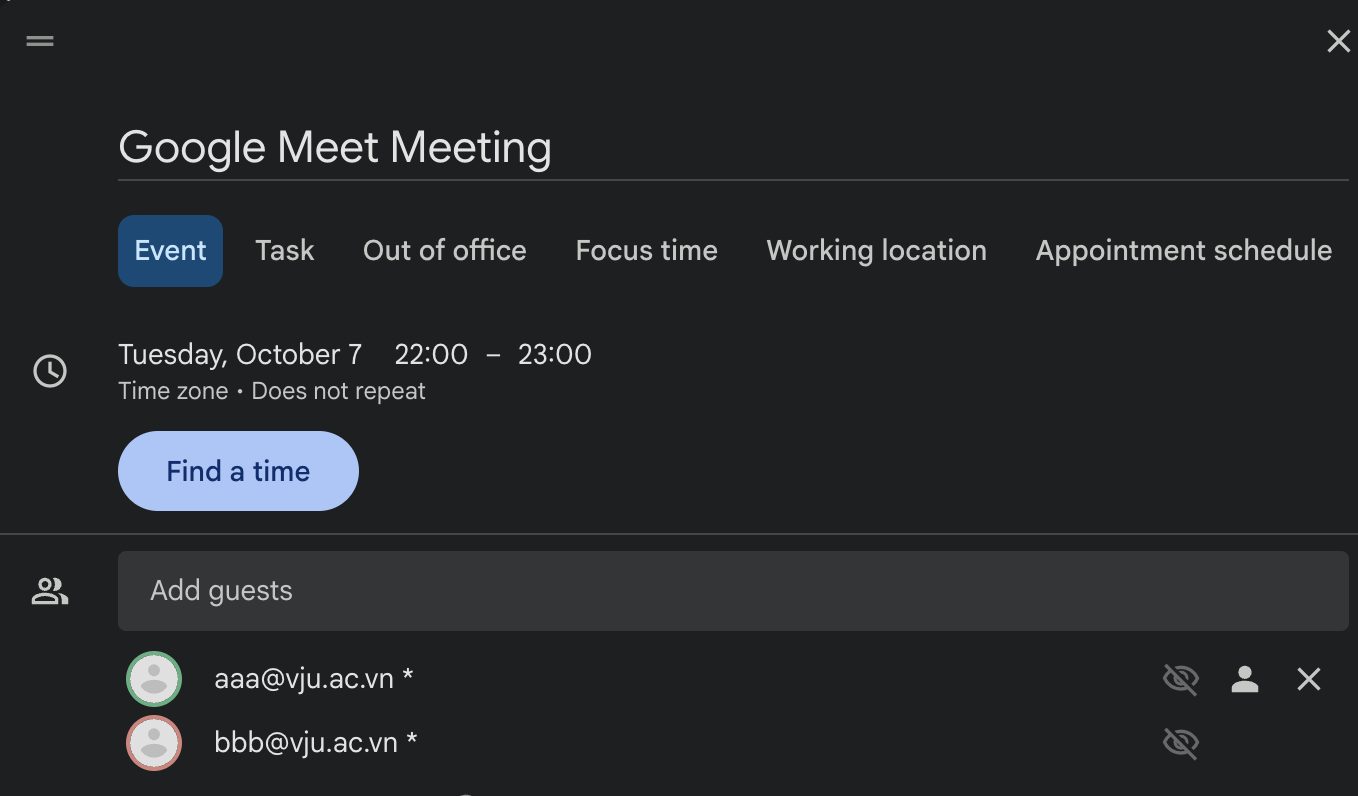 Google Meet Meeting
Event Task Out of office Focus time Working location Appointment schedule
Tuesday, October 7 22:00 – 23:00
Time zone • Does not repeat
Find a time
Add guests
aaa@vju.ac.vn *
bbb@vju.ac.vn *